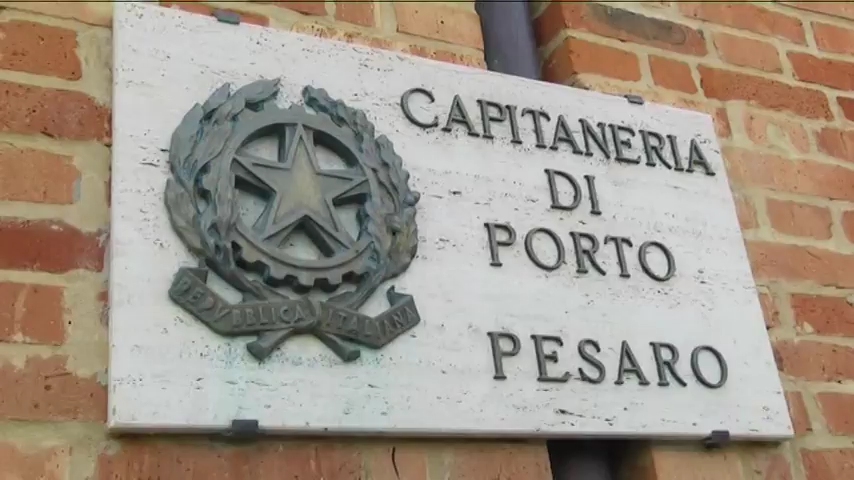 CAPITANERIA
DI
PORTO
PESARO
REPVBBLICA ITALIANA